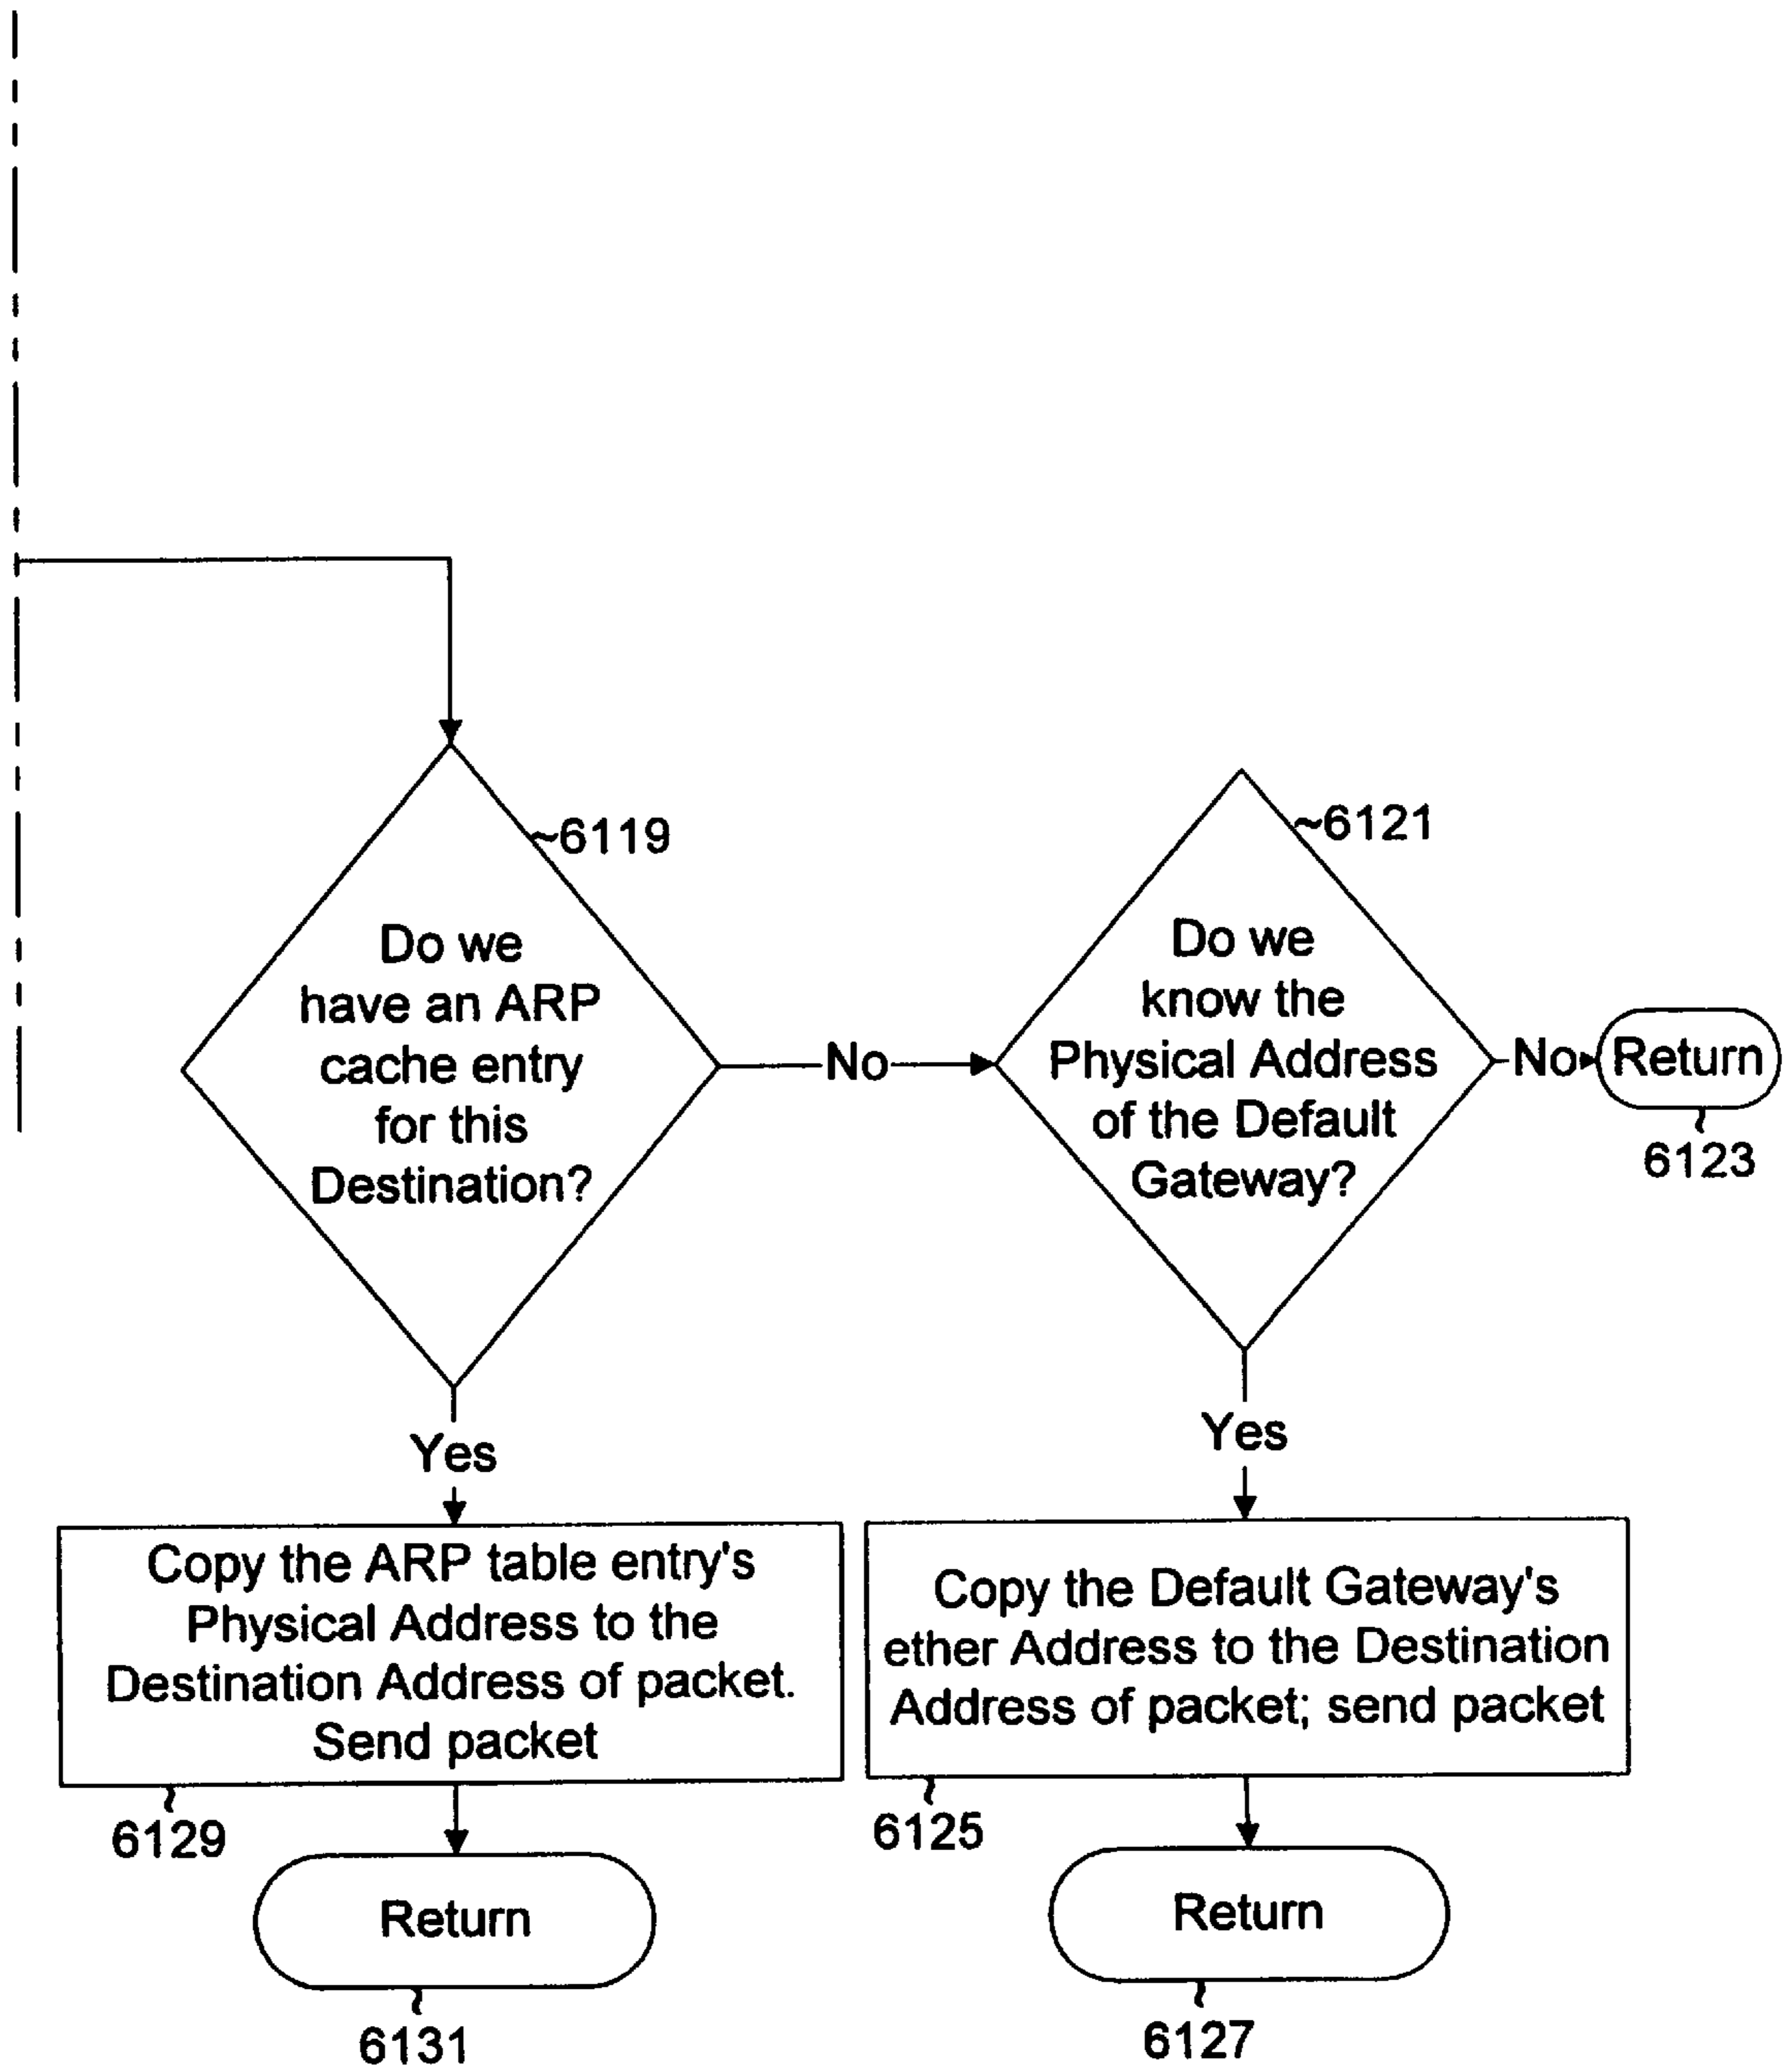 ~6119
Do we
have an ARP
cache entry
for this
Destination?
No
~6121
Do we
know the
Physical Address
of the Default
Gateway?
No
Return
6123
Yes
Yes
Copy the ARP table entry's
Physical Address to the
Destination Address of packet.
Send packet
6129
Return
6131
Copy the Default Gateway's
ether Address to the Destination
Address of packet; send packet
6125
Return
6127